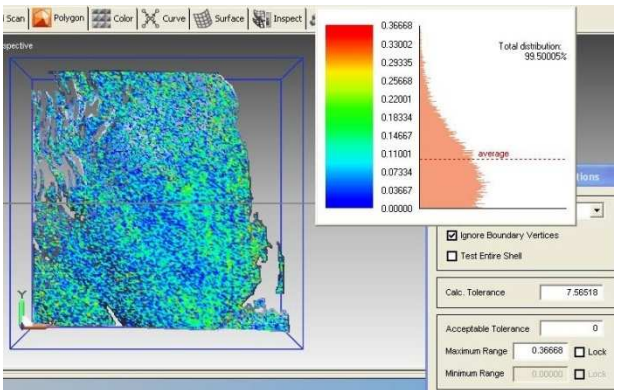 Scan Polygon Color Curve Surface Inspect
spective
0.36668
0.33002
0.29335
0.25668
0.22001
0.18334
0.14667
0.11001
0.07334
0.03667
0.00000
Total distribution:
99.50005%
average
tions
Ignore Boundary Vertices
Test Entire Shell
Calc. Tolerance 7.56518
Acceptable Tolerance 0
Maximum Range 0.36668 Lock
Minimum Range 0.00000 Lock
Y